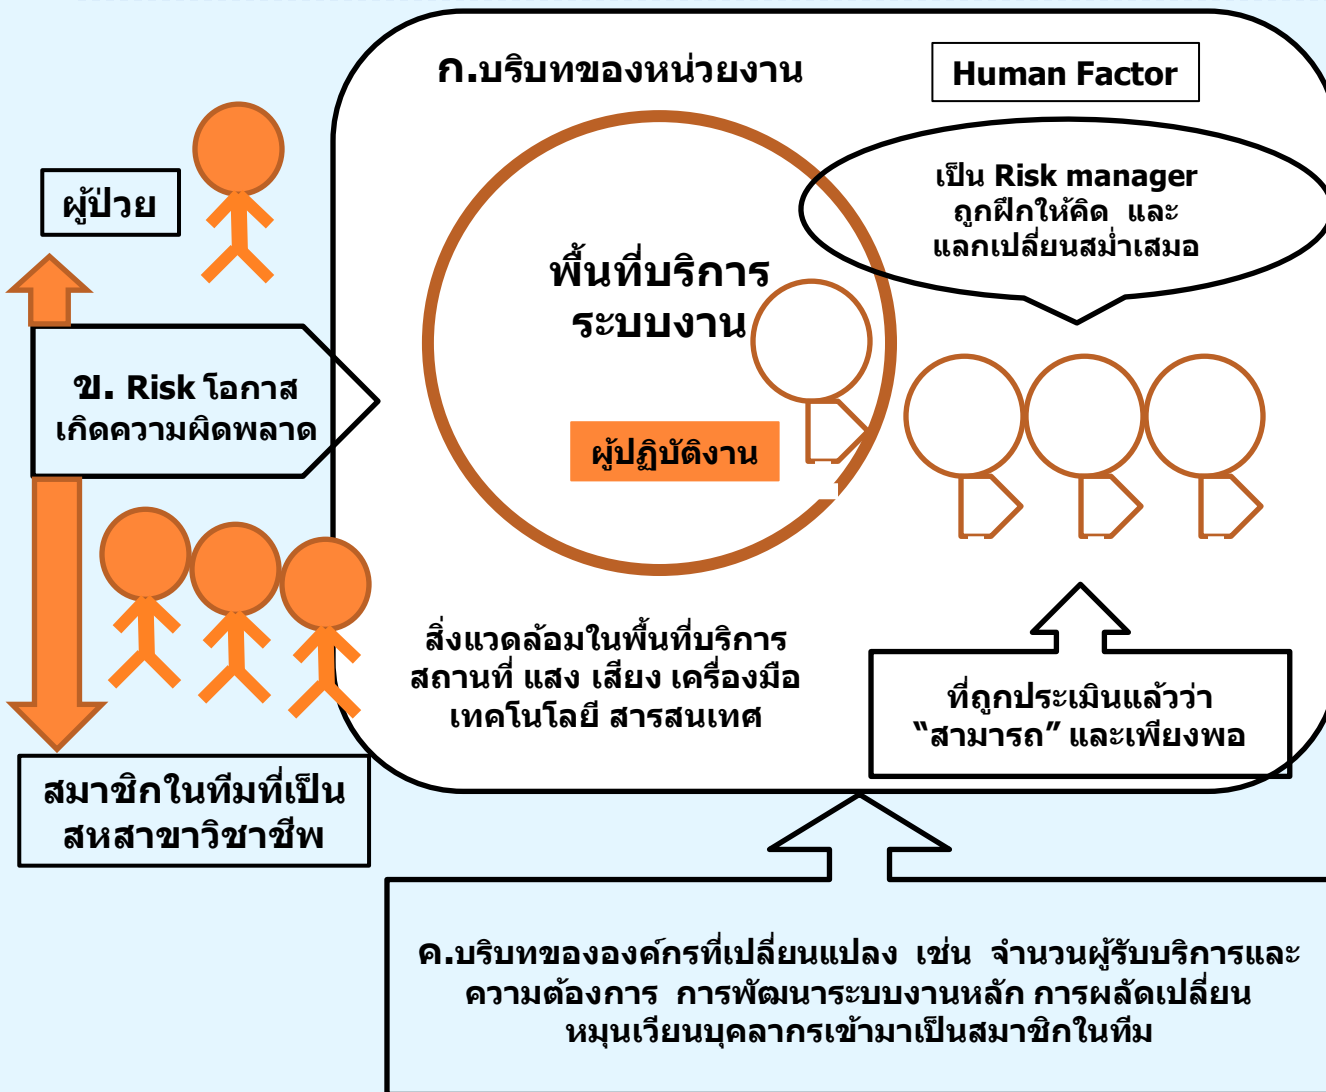 ก.บริบทของหน่วยงาน
Human Factor
ผู้ป่วย
เป็น Risk manager
ถูกฝึกให้คิด และ
แลกเปลี่ยนสม่ำเสมอ
พื้นที่บริการ
ระบบงาน
ข. Risk โอกาส
เกิดความผิดพลาด
ผู้ปฏิบัติงาน
สิ่งแวดล้อมในพื้นที่บริการ
สถานที่ แสง เสียง เครื่องมือ
เทคโนโลยี สารสนเทศ
ที่ถูกประเมินแล้วว่า
“สามารถ” และเพียงพอ
สมาชิกในทีมที่เป็น
สหสาขาวิชาชีพ
ค.บริบทขององค์กรที่เปลี่ยนแปลง เช่น จำนวนผู้รับบริการและ
ความต้องการ การพัฒนาระบบงานหลัก การผลัดเปลี่ยน
หมุนเวียนบุคลากรเข้ามาเป็นสมาชิกในทีม